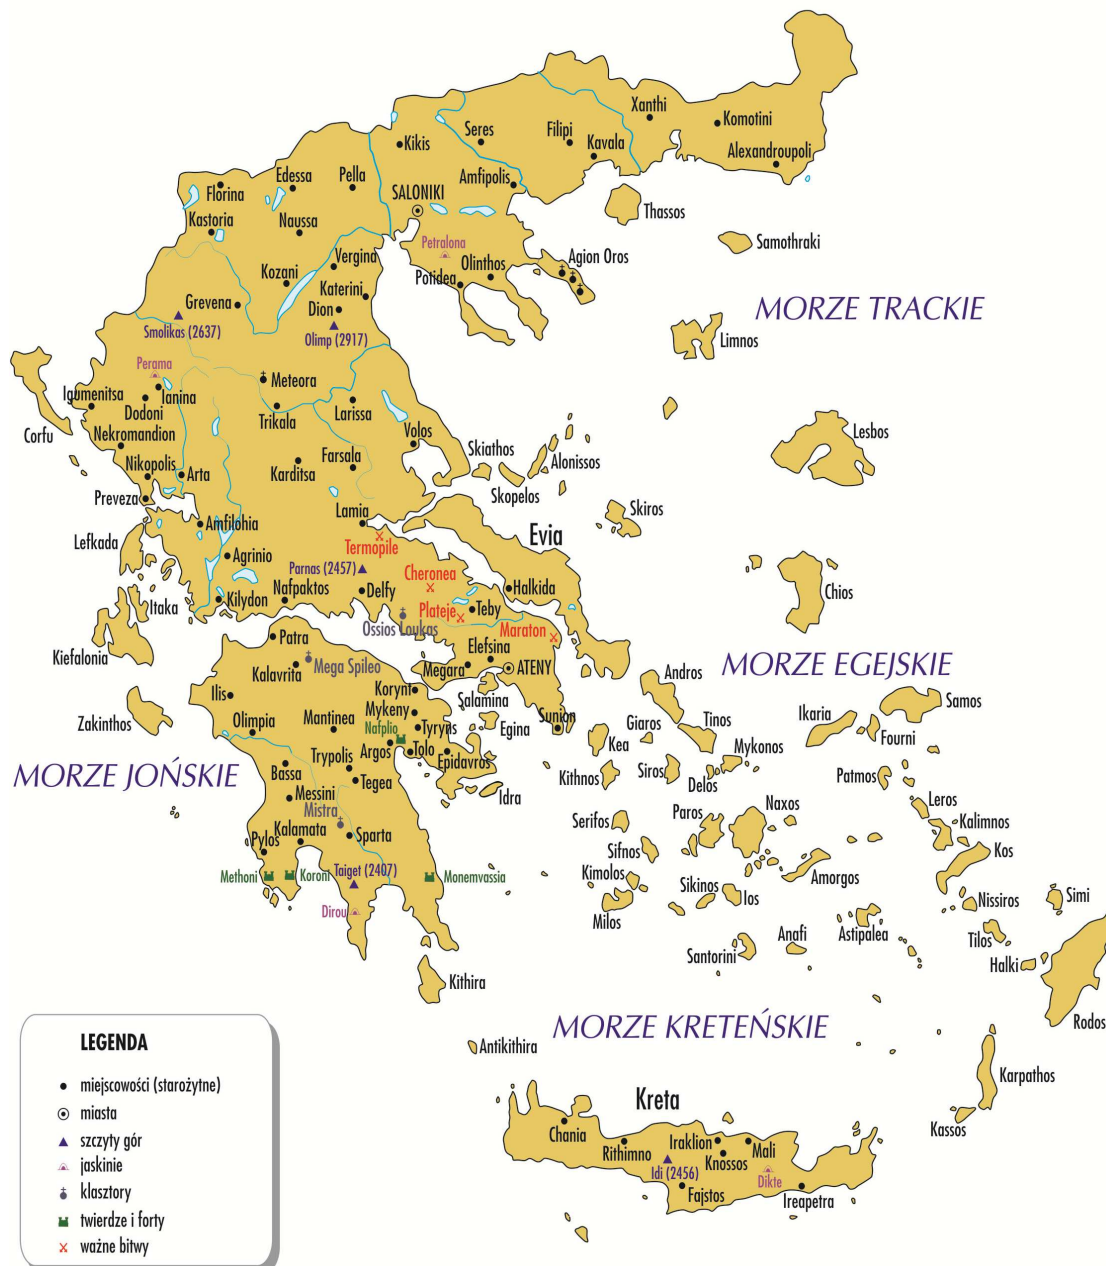 Xanthi
Komotini
Kikis
Seres
Filipi
Kavala
Alexandroupoli
Florina
Edessa
Pella
SALONIKI
Amfipolis
Thassos
Kastoria
Naussa
Samothraki
Petralona
Vergina
Kozani
Olinthos
Agion Oros
Potidea
Katerini
Grevena
Dion
MORZE TRACKIE
Smolikas (2637)
Olimp (2917)
Limnos
Perama
Meteora
Igumenitsa
Ianina
Dodoni
Larissa
Trikala
Corfu
Nekromandion
Volos
Lesbos
Skiathos
Farsala
Alonissos
Nikopolis
Arta
Karditsa
Skopelos
Preveza
Lamia
Skiros
Amfilohia
Evia
Lefkada
Termopile
Agrinio
Parnas (2457)
Cheronea
Halkida
Chios
Nafpaktos
Delfy
Itaka
Kilydon
Plateje
Teby
Ossios Loukas
Maraton
Patra
Kiefalonia
Elefsina
Mega Spileo
Kalavrita
Megara
ATENY
MORZE EGEJSKIE
Andros
Ilis
Korynt
Salamina
Samos
Mykeny
Zakinthos
Olimpia
Mantinea
Sunion
Ikaria
Giaros
Tinos
Nafplio
Tyryns
Egina
Fourni
Argos
Tolo
Kea
Mykonos
Trypolis
Epidavros
MORZE JOŃSKIE
Bassa
Siros
Patmos
Kithnos
Delos
Tegea
Messini
Idra
Leros
Mistra
Naxos
Paros
Serifos
Kalimnos
Kalamata
Pylos
Sparta
Sifnos
Kos
Methoni
Koroni
Taiget (2407)
Monemvassia
Kimolos
Amorgos
Sikinos
Ios
Nissiros
Simi
Dirou
Milos
Anafi
Astipalea
Tilos
Santorini
Halki
Kithira
MORZE KRETEŃSKIE
Rodos
Antikithira
Karpathos
Kreta
Chania
Kassos
Rithimno
Iraklion
Mali
Knossos
Idi (2456)
Dikte
Fajstos
Ireapetra
LEGENDA
miejscowości (starożytne)
miasta
szczyty gór
jaskinie
klasztory
twierdze i forty
ważne bitwy